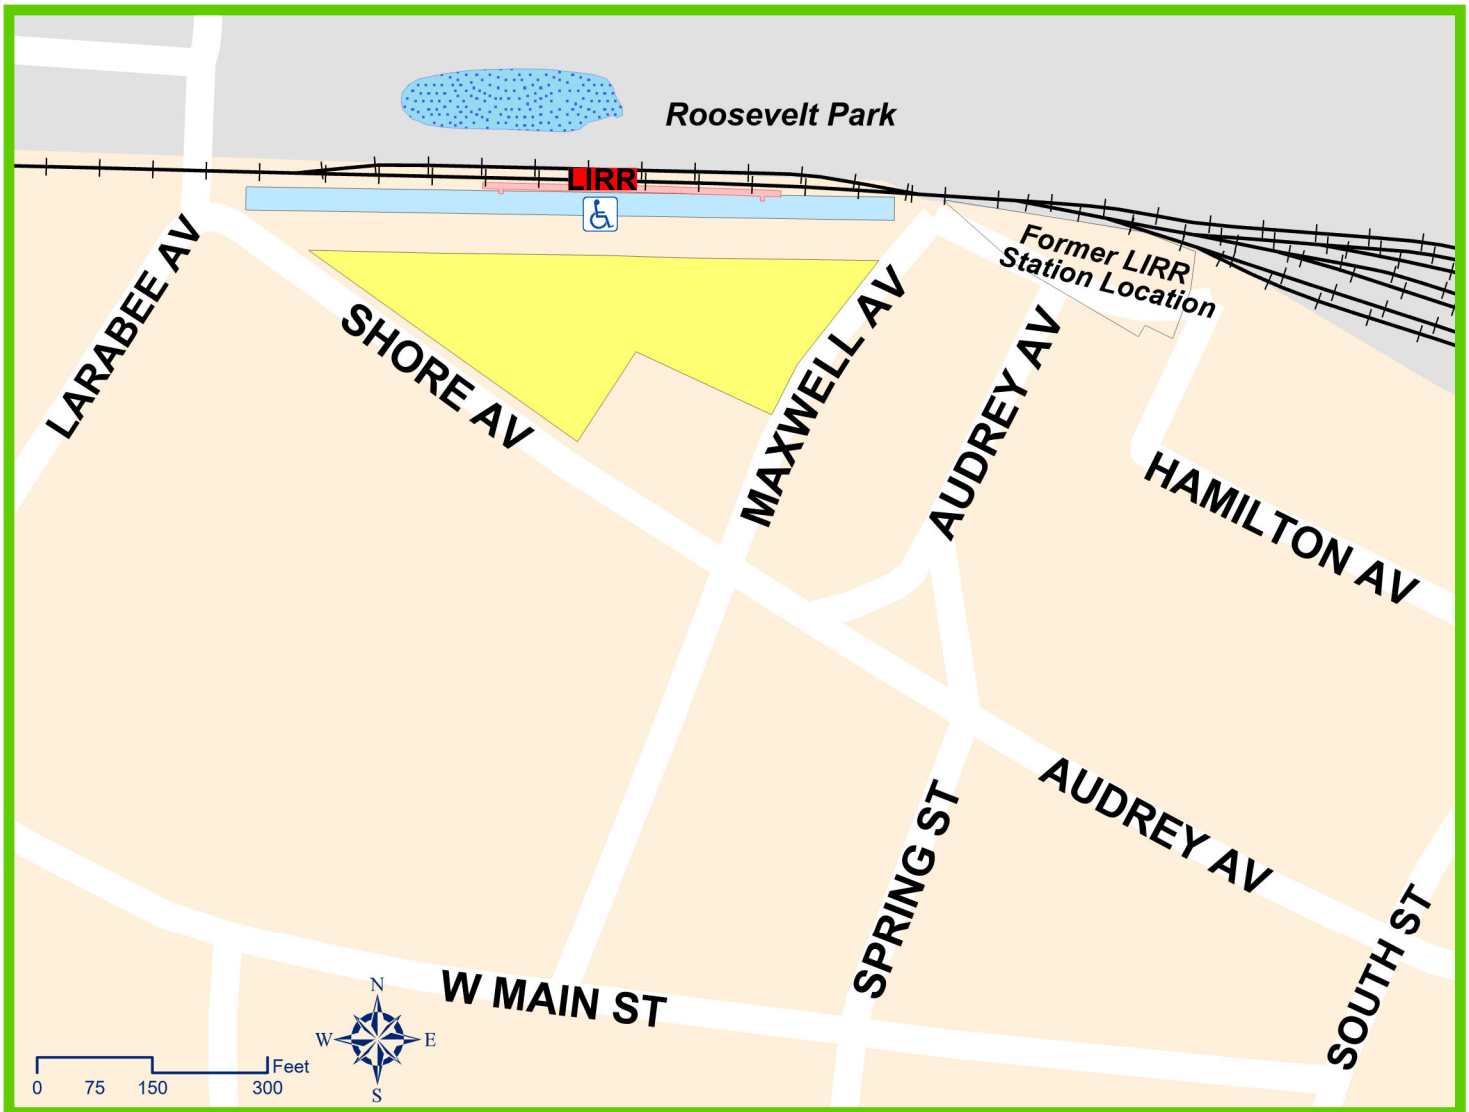 Roosevelt Park
LIRR
Former LIRR
Station Location
LARABEE AV
SHORE AV
MAXWELL AV
AUDREY AV
HAMILTON AV
AUDREY AV
SPRING ST
SOUTH ST
W MAIN ST
N
W E
S
Feet
0 75 150 300